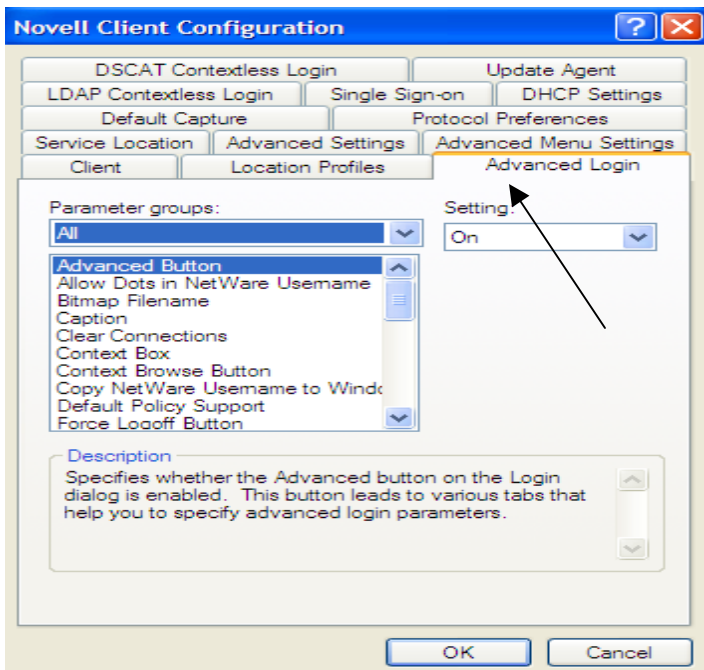 Novell Client Configuration
DSCAT Contextless Login Update Agent
LDAP Contextless Login Single Sign-on DHCP Settings
Default Capture Protocol Preferences
Service Location Advanced Settings Advanced Menu Settings
Client Location Profiles Advanced Login
Parameter groups: Setting:
All On
Advanced Button
Allow Dots in NetWare Username
Bitmap Filename
Caption
Clear Connections
Context Box
Context Browse Button
Copy NetWare Username to Windo
Default Policy Support
Force Logoff Button
Description
Specifies whether the Advanced button on the Login
dialog is enabled. This button leads to various tabs that
help you to specify advanced login parameters.
OK Cancel